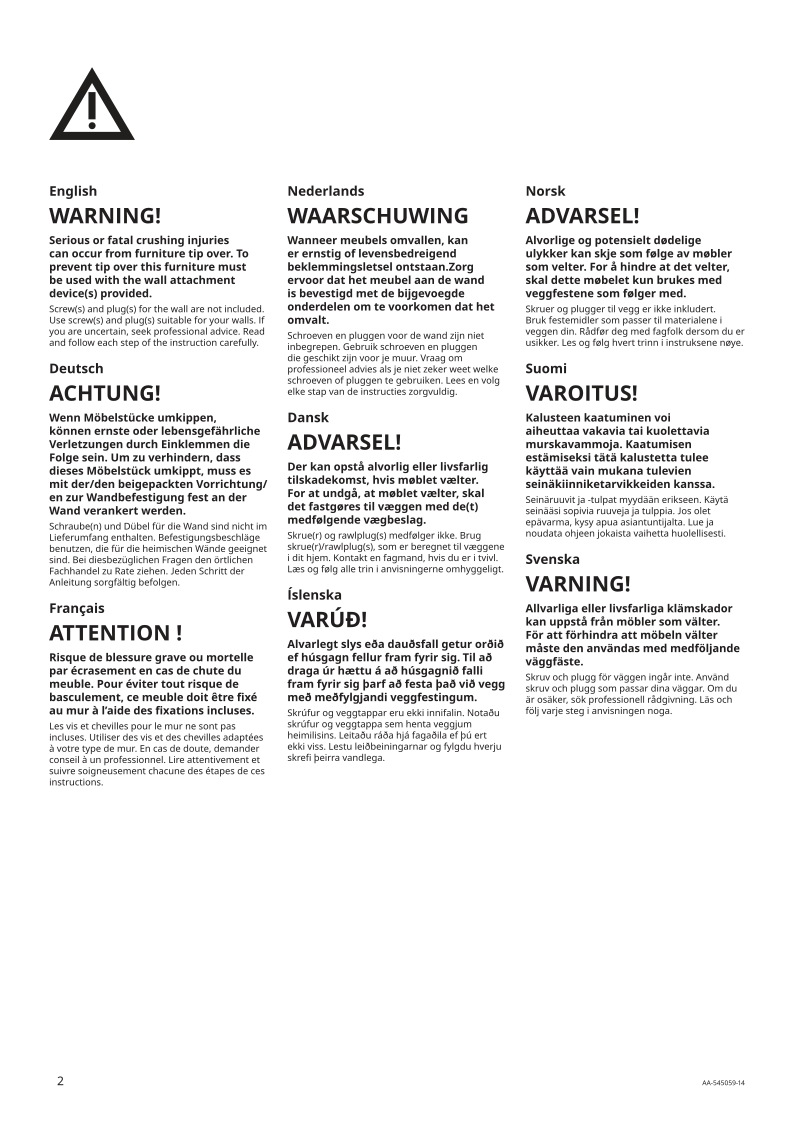 English
WARNING!
Serious or fatal crushing injuries
can occur from furniture tip over. To
prevent tip over this furniture must
be used with the wall attachment
device(s) provided.
Screw(s) and plug(s) for the wall are not included.
Use screw(s) and plug(s) suitable for your walls. If
you are uncertain, seek professional advice. Read
and follow each step of the instruction carefully.
Deutsch
ACHTUNG!
Wenn Möbelstücke umkippen,
können ernste oder lebensgefährliche
Verletzungen durch Einklemmen die
Folge sein. Um zu verhindern, dass
dieses Möbelstück umkippt, muss es
mit der/den beigepackten Vorrichtung/
en zur Wandbefestigung fest an der
Wand verankert werden.
Schraube(n) und Dübel für die Wand sind nicht im
Lieferumfang enthalten. Befestigungsbeschläge
benutzen, die für die heimischen Wände geeignet
sind. Bei diesbezüglichen Fragen den örtlichen
Fachhandel zu Rate ziehen. Jeden Schritt der
Anleitung sorgfältig befolgen.
Français
ATTENTION !
Risque de blessure grave ou mortelle
par écrasement en cas de chute du
meuble. Pour éviter tout risque de
basculement, ce meuble doit être fixé
au mur à l’aide des fixations incluses.
Les vis et chevilles pour le mur ne sont pas
incluses. Utiliser des vis et des chevilles adaptées
à votre type de mur. En cas de doute, demander
conseil à un professionnel. Lire attentivement et
suivre soigneusement chacune des étapes de ces
instructions.
Nederlands
WAARSCHUWING
Wanneer meubels omvallen, kan
er ernstig of levensbedreigend
beklemmingsletsel ontstaan.Zorg
ervoor dat het meubel aan de wand
is bevestigd met de bijgevoegde
onderdelen om te voorkomen dat het
omvalt.
Schroeven en pluggen voor de wand zijn niet
inbegrepen. Gebruik schroeven en pluggen
die geschikt zijn voor je muur. Vraag om
professioneel advies als je niet zeker weet welke
schroeven of pluggen te gebruiken. Lees en volg
elke stap van de instructies zorgvuldig.
Dansk
ADVARSEL!
Der kan opstå alvorlig eller livsfarlig
tilskadekomst, hvis møblet vælter.
For at undgå, at møblet vælter, skal
det fastgøres til væggen med de(t)
medfølgende vægbeslag.
Skrue(r) og rawlplug(s) medfølger ikke. Brug
skrue(r)/rawlplug(s), som er beregnet til væggene
i dit hjem. Kontakt en fagmand, hvis du er i tvivl.
Læs og følg alle trin i anvisningerne omhyggeligt.
Íslenska
VARÚÐ!
Alvarlegt slys eða dauðsfall getur orðið
ef húsgagn fellur fram fyrir sig. Til að
draga úr hættu á að húsgagnið falli
fram fyrir sig þarf að festa það við vegg
með meðfylgjandi veggfestingum.
Skrúfur og veggtappar eru ekki innifalin. Notaðu
skrúfur og veggtappa sem henta veggjum
heimilisins. Leitaðu ráða hjá fagaðila ef þú ert
ekki viss. Lestu leiðbeiningarnar og fylgdu hverju
skrefi þeirra vandlega.
Norsk
ADVARSEL!
Alvorlige og potensielt dødelige
ulykker kan skje som følge av møbler
som velter. For å hindre at det velter,
skal dette møbelet kun brukes med
veggfestene som følger med.
Skruer og plugger til vegg er ikke inkludert.
Bruk festemidler som passer til materialene i
veggen din. Rådfør deg med fagfolk dersom du er
usikker. Les og følg hvert trinn i instruksene nøye.
Suomi
VAROITUS!
Kalusteen kaatuminen voi
aiheuttaa vakavia tai kuolettavia
murskavammoja. Kaatumisen
estämiseksi tätä kalustetta tulee
käyttää vain mukana tulevien
seinäkiinniketarvikkeiden kanssa.
Seinäruuvit ja -tulpat myydään erikseen. Käytä
seinääsi sopivia ruuveja ja tulppia. Jos olet
epävarma, kysy apua asiantuntijalta. Lue ja
noudata ohjeen jokaista vaihetta huolellisesti.
Svenska
VARNING!
Allvarliga eller livsfarliga klämskador
kan uppstå från möbler som välter.
För att förhindra att möbeln välter
måste den användas med medföljande
väggfäste.
Skruv och plugg för väggen ingår inte. Använd
skruv och plugg som passar dina väggar. Om du
är osäker, sök professionell rådgivning. Läs och
följ varje steg i anvisningen noga.
2
AA-545059-14